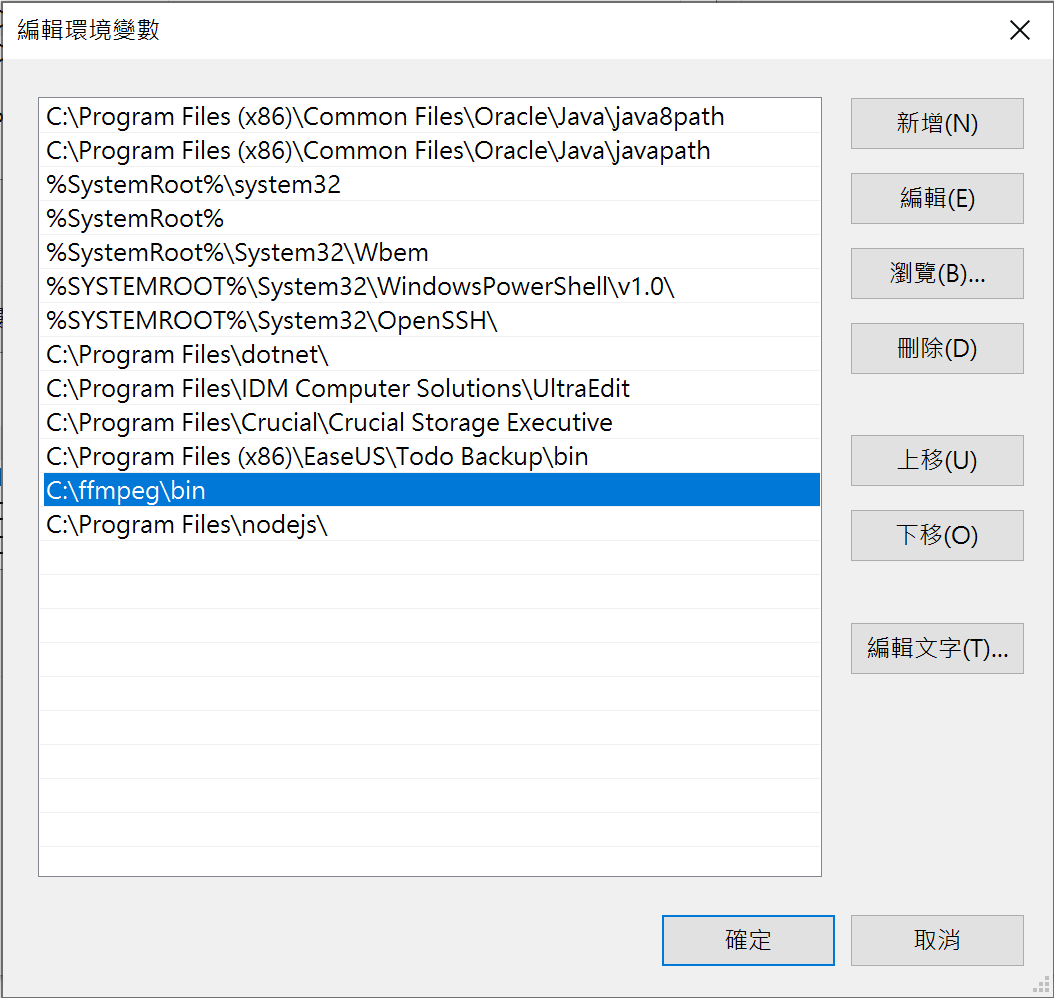 編輯環境變數
C:\Program Files (x86)\Common Files\Oracle\Java\java8path
C:\Program Files (x86)\Common Files\Oracle\Java\javapath
%SystemRoot%\system32
%SystemRoot%
%SystemRoot%\System32\Wbem
%SYSTEMROOT%\System32\WindowsPowerShell\v1.0\
%SYSTEMROOT%\System32\OpenSSH\
C:\Program Files\dotnet\
C:\Program Files\IDM Computer Solutions\UltraEdit
C:\Program Files\Crucial\Crucial Storage Executive
C:\Program Files (x86)\EaseUS\Todo Backup\bin
C:\ffmpeg\bin
C:\Program Files\nodejs\
新增(N)
編輯(E)
瀏覽(B)...
刪除(D)
上移(U)
下移(O)
編輯文字(T)...
確定
取消